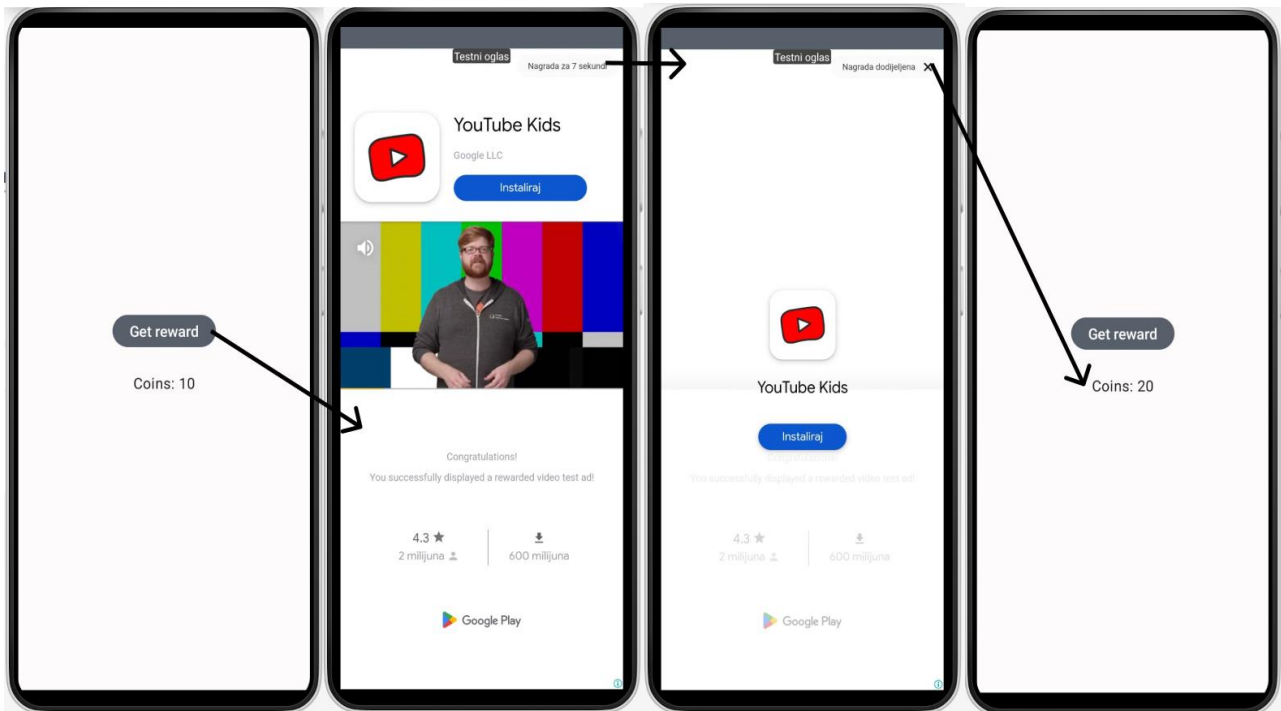 Get reward
Coins: 10
Testni oglas
Nagrada za 7 sekundi
YouTube Kids
Google LLC
Instaliraj
Congratulations!
You successfully displayed a rewarded video test ad!
4.3 ★
2 milijuna
600 milijuna
Google Play
Testni oglas
Nagrada dodijeljena
YouTube Kids
Instaliraj
You successfully displayed a rewarded video test ad!
4.3 ★
2 milijuna
600 milijuna
Google Play
Get reward
Coins: 20